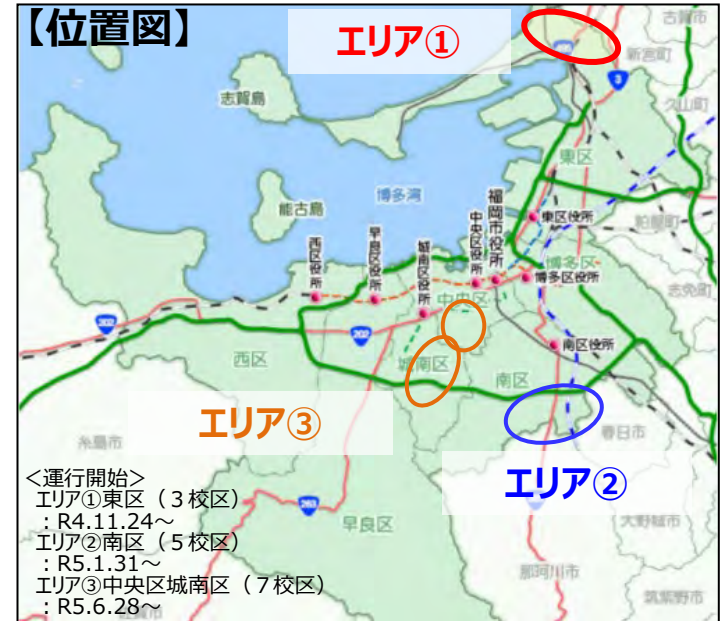 【位置図】
エリア①
古賀市
495
新宮町
3
志賀島
久山町
東区
博多湾
能古島
福岡市役所
中央区役所
東区役所
粕屋町
西区役所
早良区役所
城南区役所
博多区
博多区役所
志免町
中央区
202
202
南区役所
西区
城南区
南区
エリア③
糸島市
春日市
エリア②
<運行開始>
エリア①東区（３校区）
：R4.11.24～
エリア②南区（５校区）
：R5.1.31～
エリア③中央区城南区（７校区）
：R5.6.28～
263
早良区
大野城市
那珂川市
筑紫野市